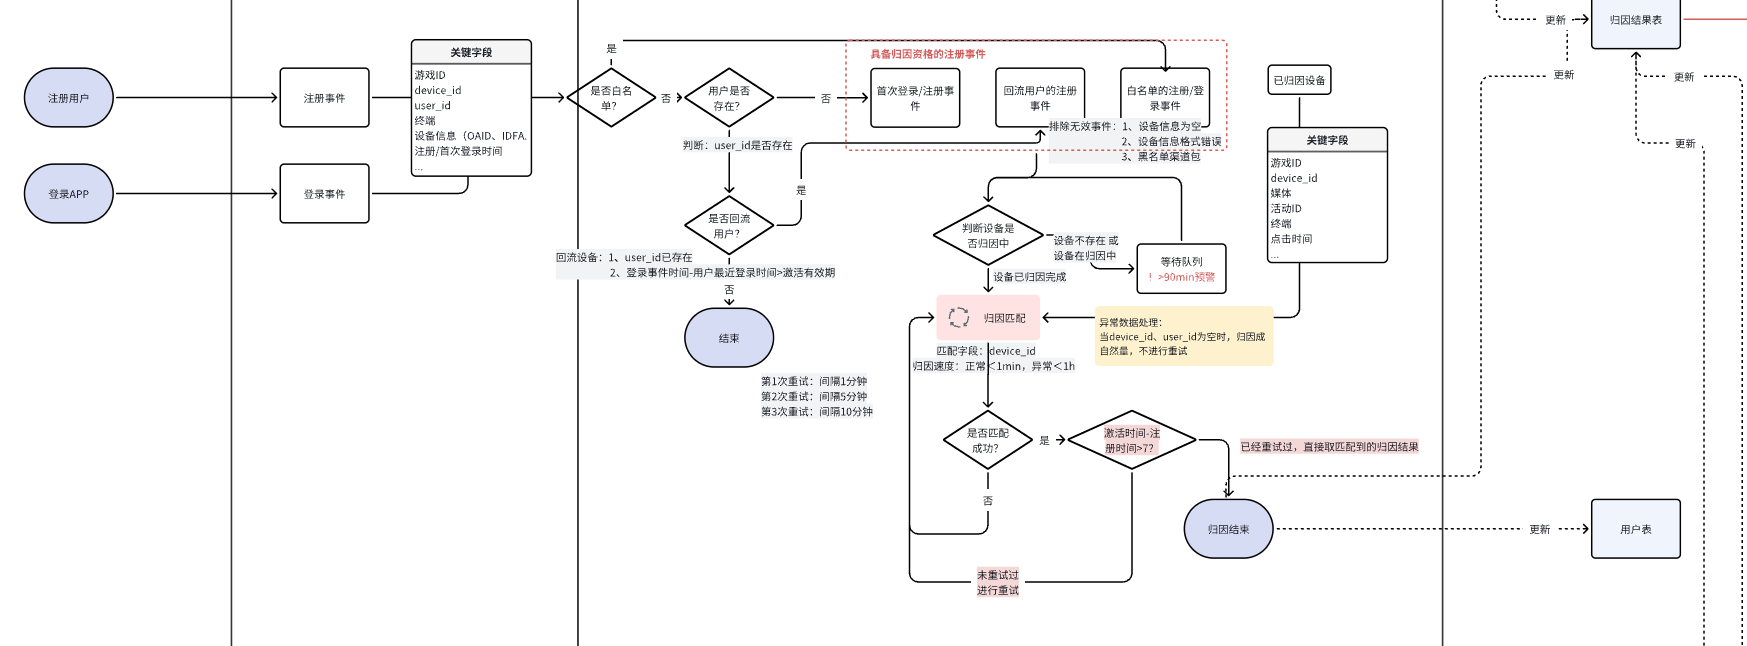 注册用户
登录APP
注册事件
登录事件
关键字段
游戏ID
device_id
user_id
终端
设备信息（OAID、IDFA.
注册/首次登录时间
...
是
是否白名
单？
否
用户是否
存在？
否
判断：user_id是否存在
是
是否回流
用户？
回流设备：1、user_id已存在
2、登录事件时间-用户最近登录时间>激活有效期
否
结束
具备归因资格的注册事件
首次登录/注册事
件
回流用户的注册
事件
白名单的注册/登
录事件
排除无效事件：1、设备信息为空
2、设备信息格式错误
3、黑名单渠道包
判断设备是
否归因中
设备不存在 或
设备在归因中
等待队列
！>90min预警
设备已归因完成
归因匹配
匹配字段：device_id
归因速度：正常＜1min，异常＜1h
第1次重试：间隔1分钟
第2次重试：间隔5分钟
第3次重试：间隔10分钟
异常数据处理：
当device_id、user_id为空时，归因成
自然量，不进行重试
已归因设备
关键字段
游戏ID
device_id
媒体
活动ID
终端
点击时间
...
是否匹配
成功？
是
激活时间-注
册时间>7？
否
已经重试过，直接取匹配到的归因结果
归因结束
未重试过
进行重试
更新
用户表
更新
归因结果表
更新
更新
更新